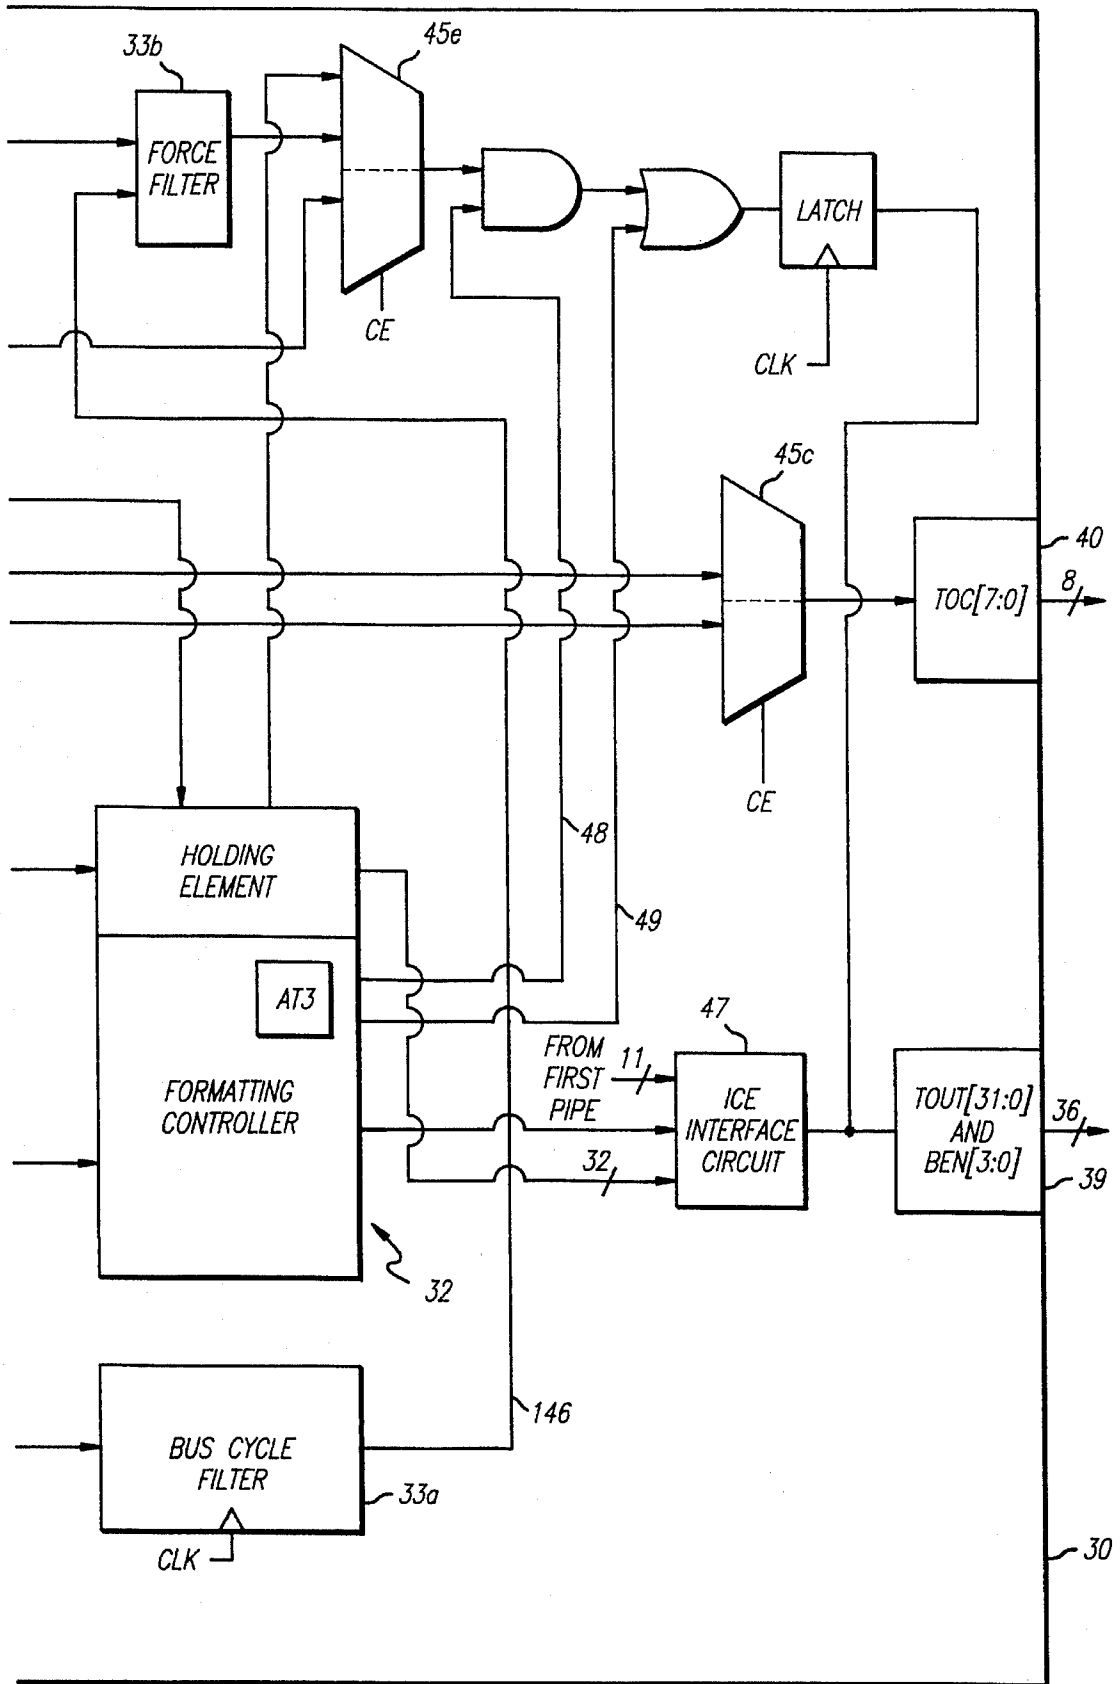 33b
45e
FORCE
FILTER
LATCH
CE
CLK
45c
40
8
TOC[7:0]
CE
48
HOLDING
ELEMENT
49
AT3
47
FROM
FIRST
PIPE
11
FORMATTING
CONTROLLER
ICE
INTERFACE
CIRCUIT
TOUT[31:0]
AND
BEN[3:0]
36
32
39
32
146
BUS CYCLE
FILTER
33a
CLK
30